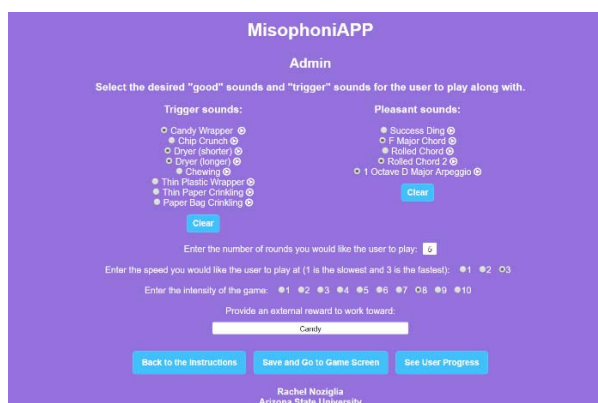 MisophoniAPP
Admin
Select the desired "good" sounds and "trigger" sounds for the user to play along with.
Trigger sounds:
Candy Wrapper
Chip Crunch
Dryer (shorter)
Dryer (longer)
Chewing
Thin Plastic Wrapper
Thin Paper Crinkling
Paper Bag Crinkling
Clear
Pleasant sounds:
Success Ding
F Major Chord
Rolled Chord
Rolled Chord 2
1 Octave D Major Arpeggio
Clear
Enter the number of rounds you would like the user to play: 6
Enter the speed you would like the user to play at (1 is the slowest and 3 is the fastest): 1 2 3
Enter the intensity of the game: 1 2 3 4 5 6 7 8 9 10
Provide an external reward to work toward:
Candy
Back to the Instructions Save and Go to Game Screen See User Progress
Rachel Noziglia
Arizona State University